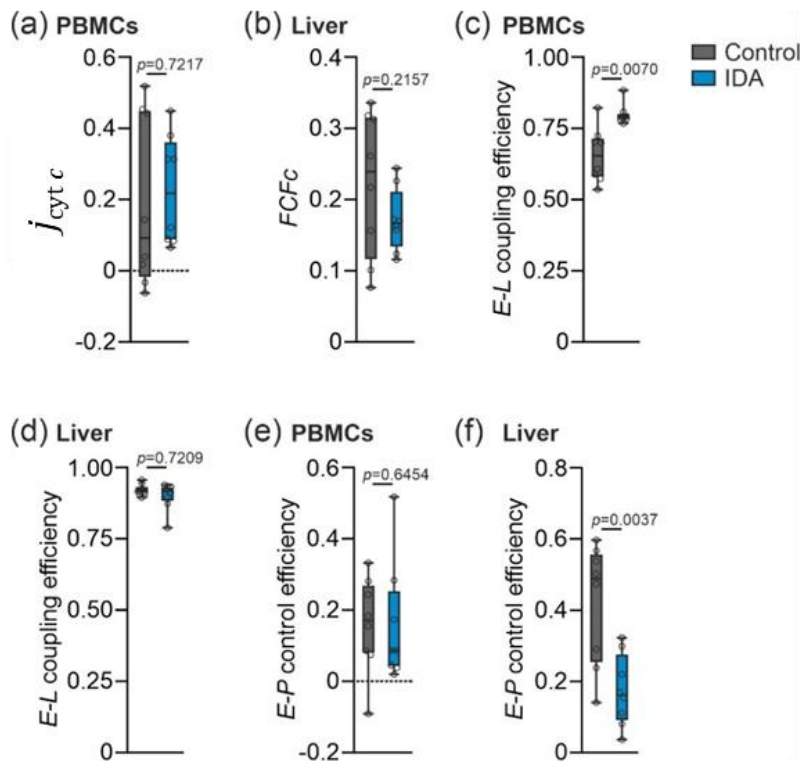 (a) PBMCs
0.6
p=0.7217
0.4
0.2
0
-0.2
j cyt c
(b) Liver
0.4
p=0.2157
0.3
0.2
0.1
0
FCFc
(c) PBMCs
1.00
p=0.0070
0.75
0.50
0.25
0
E-L coupling efficiency
Control
IDA
(d) Liver
1.00
p=0.7209
0.75
0.50
0.25
0
E-L coupling efficiency
(e) PBMCs
0.6
p=0.6454
0.4
0.2
0
-0.2
E-P control efficiency
(f) Liver
0.8
p=0.0037
0.6
0.4
0.2
0
E-P control efficiency